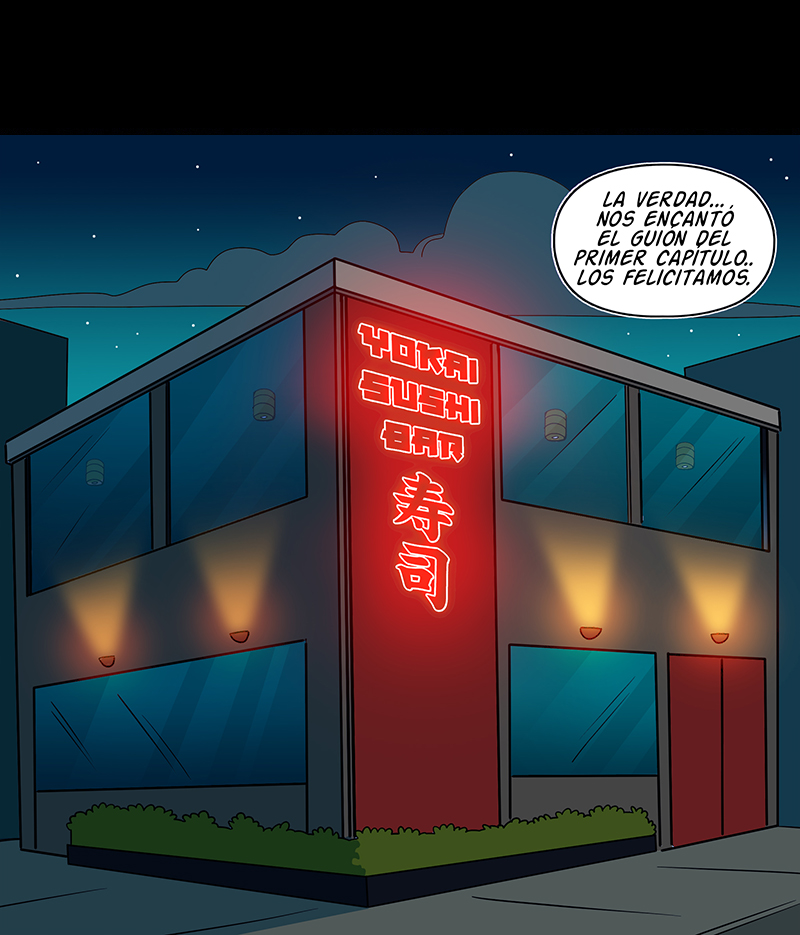 LA VERDAD...,
NOS ENCANTÓ
EL GUION DEL
PRIMER CAPÍTULO..
LOS FELICITAMOS.
YOKAI
SUSHI
BAR
寿
司